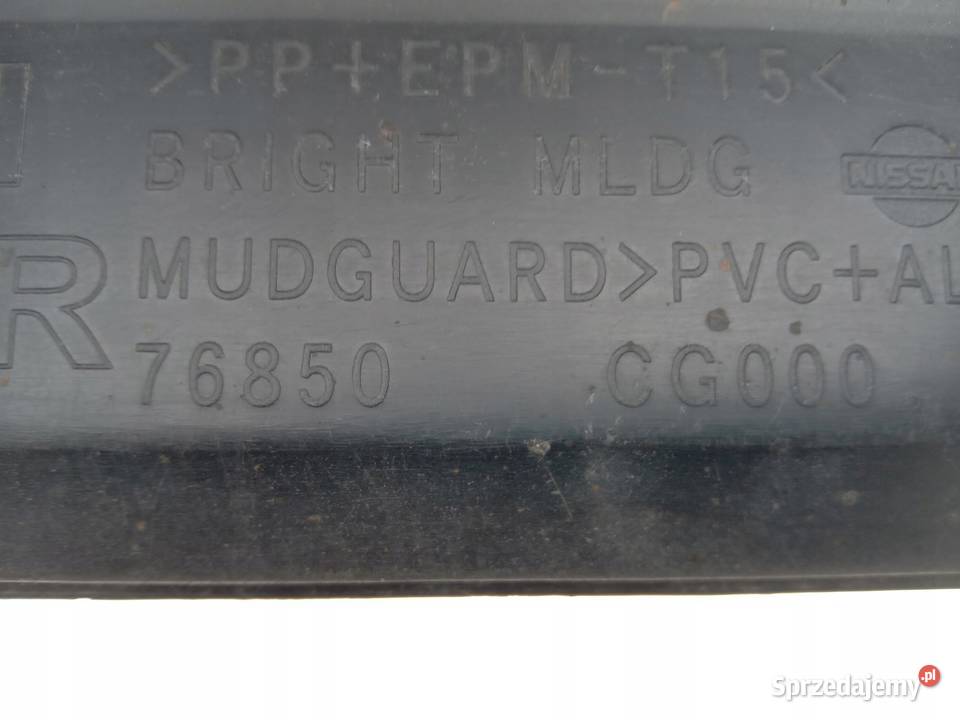 >PP+EPM-T15<
BRIGHT MLDG
NISSAN
R
MUDGUARD>PVC+AL
76850 CG000
Sprzedajemy.pl